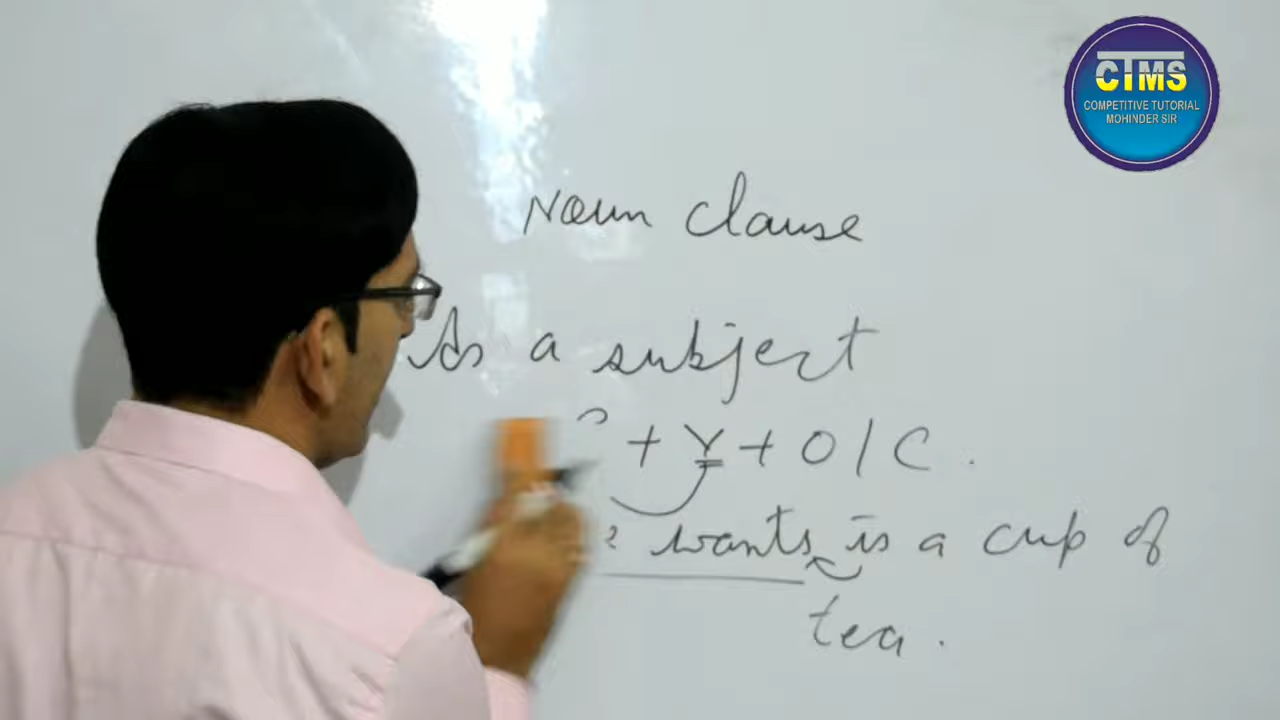 CTMS
COMPETITIVE TUTORIAL
MOHINDER SIR
Noun Clause
As a subject
+ V + O / C .
wants is a cup of
tea .